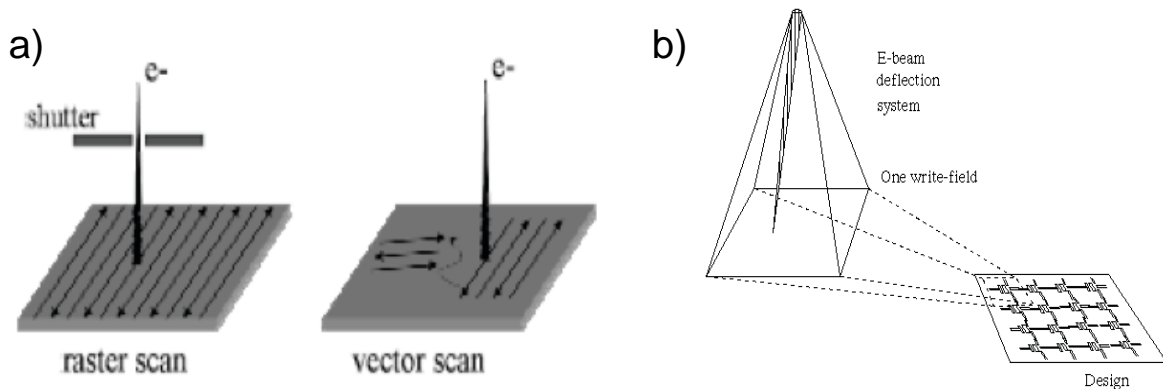 a)
e-
shutter
raster scan
e-
vector scan
b)
E-beam
deflection
system
One write-field
Design